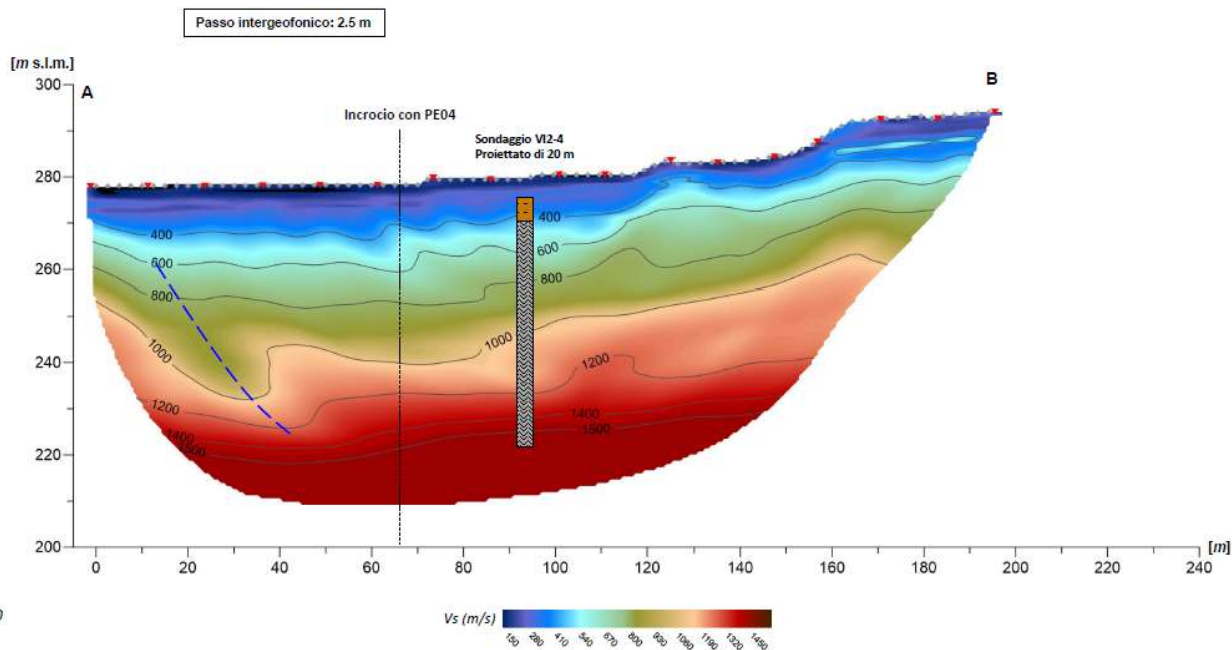 Passo intergeofonico: 2.5 m
[m s.l.m.]
300
A
B
Incrocio con PE04
Sondaggio VI2-4
Proiettato di 20 m
280
400
400
600
600
260
800
800
1000
1000
240
1200
1200
1400
1400
1500
1500
220
200
[m]
0 20 40 60 80 100 120 140 160 180 200 220 240
Vs (m/s)
150 280 410 540 670 800 930 1060 1190 1320 1450